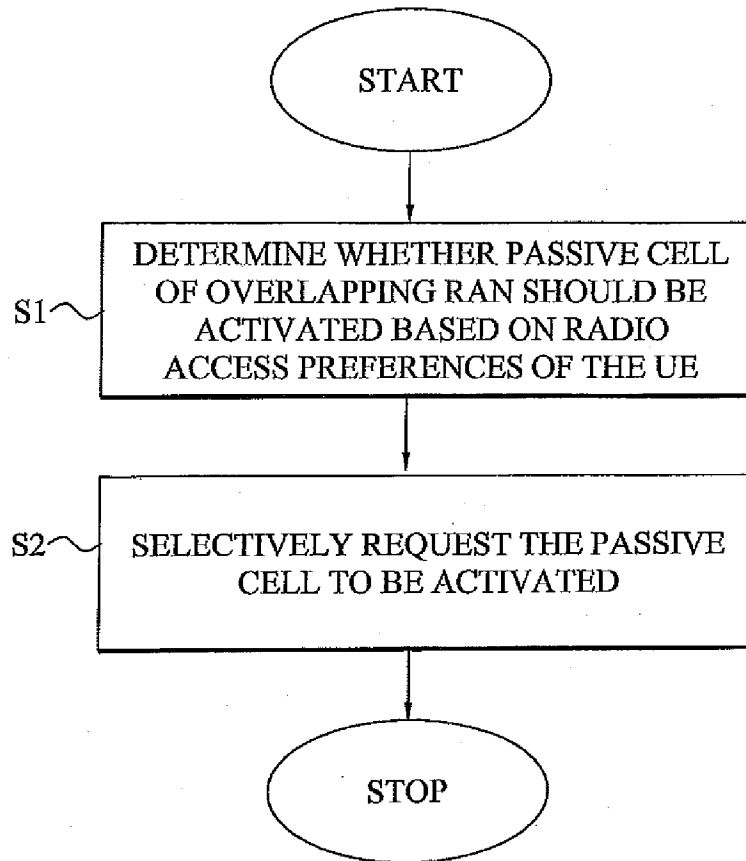 START
DETERMINE WHETHER PASSIVE CELL
OF OVERLAPPING RAN SHOULD BE
S1
ACTIVATED BASED ON RADIO
ACCESS PREFERENCES OF THE UE
S2
SELECTIVELY REQUEST THE PASSIVE
CELL TO BE ACTIVATED
STOP